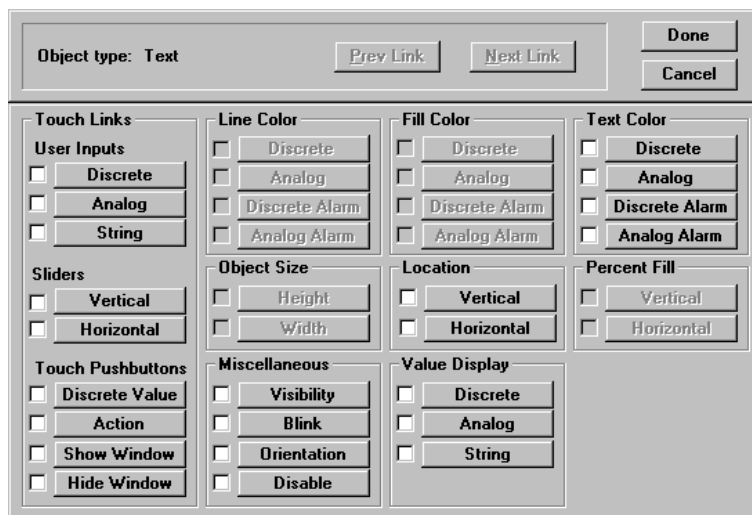 Object type: Text
Prev Link
Next Link
Done
Cancel
Touch Links
User Inputs
Discrete
Analog
String
Sliders
Vertical
Horizontal
Touch Pushbuttons
Discrete Value
Action
Show Window
Hide Window
Line Color
Discrete
Analog
Discrete Alarm
Analog Alarm
Object Size
Height
Width
Miscellaneous
Visibility
Blink
Orientation
Disable
Fill Color
Discrete
Analog
Discrete Alarm
Analog Alarm
Location
Vertical
Horizontal
Value Display
Discrete
Analog
String
Text Color
Discrete
Analog
Discrete Alarm
Analog Alarm
Percent Fill
Vertical
Horizontal